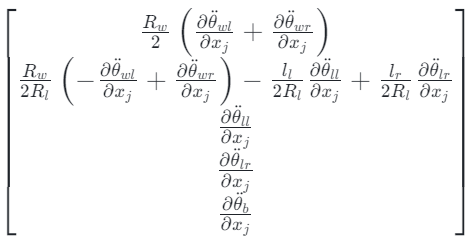 $\frac{R_w}{2} \left( \frac{\partial \ddot{\theta}_{wl}}{\partial x_j} + \frac{\partial \ddot{\theta}_{wr}}{\partial x_j} \right)$
$\frac{R_w}{2R_l} \left( -\frac{\partial \ddot{\theta}_{wl}}{\partial x_j} + \frac{\partial \ddot{\theta}_{wr}}{\partial x_j} \right) - \frac{l_l}{2R_l} \frac{\partial \ddot{\theta}_{ll}}{\partial x_j} + \frac{l_r}{2R_l} \frac{\partial \ddot{\theta}_{lr}}{\partial x_j}$
$\frac{\partial \ddot{\theta}_{ll}}{\partial x_j}$
$\frac{\partial \ddot{\theta}_{lr}}{\partial x_j}$
$\frac{\partial \ddot{\theta}_b}{\partial x_j}$